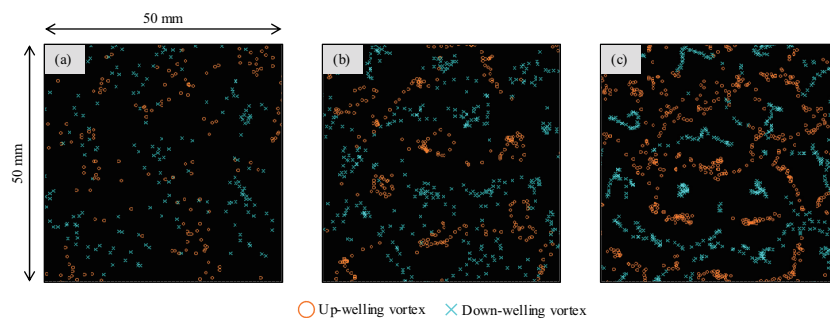 50 mm
(a)
(b)
(c)
50 mm
Up-welling vortex
Down-welling vortex